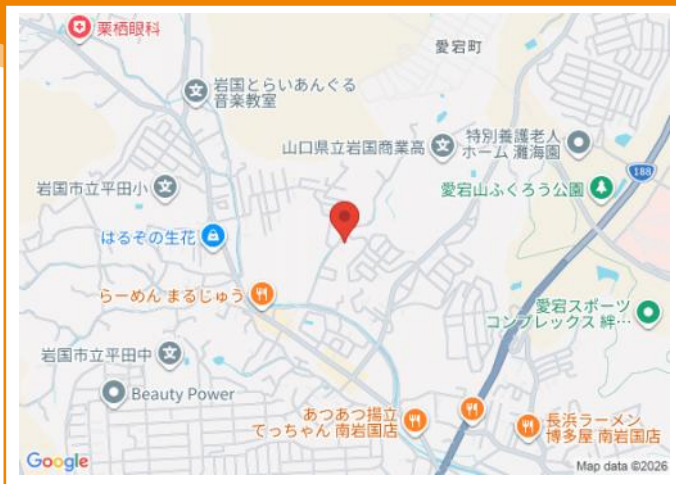 栗栖眼科
愛宕町
岩国とらいあんぐる
音楽教室
山口県立岩国商業高
特別養護老人
ホーム 灘海園
188
岩国市立平田小
愛宕山ふくろう公園
はるぞの生花
らーめん まるじゅう
愛宕スポーツ
コンプレックス 絆…
岩国市立平田中
Beauty Power
あつあつ揚立
てっちゃん 南岩国店
長浜ラーメン
博多屋 南岩国店
Google
Map data ©2026